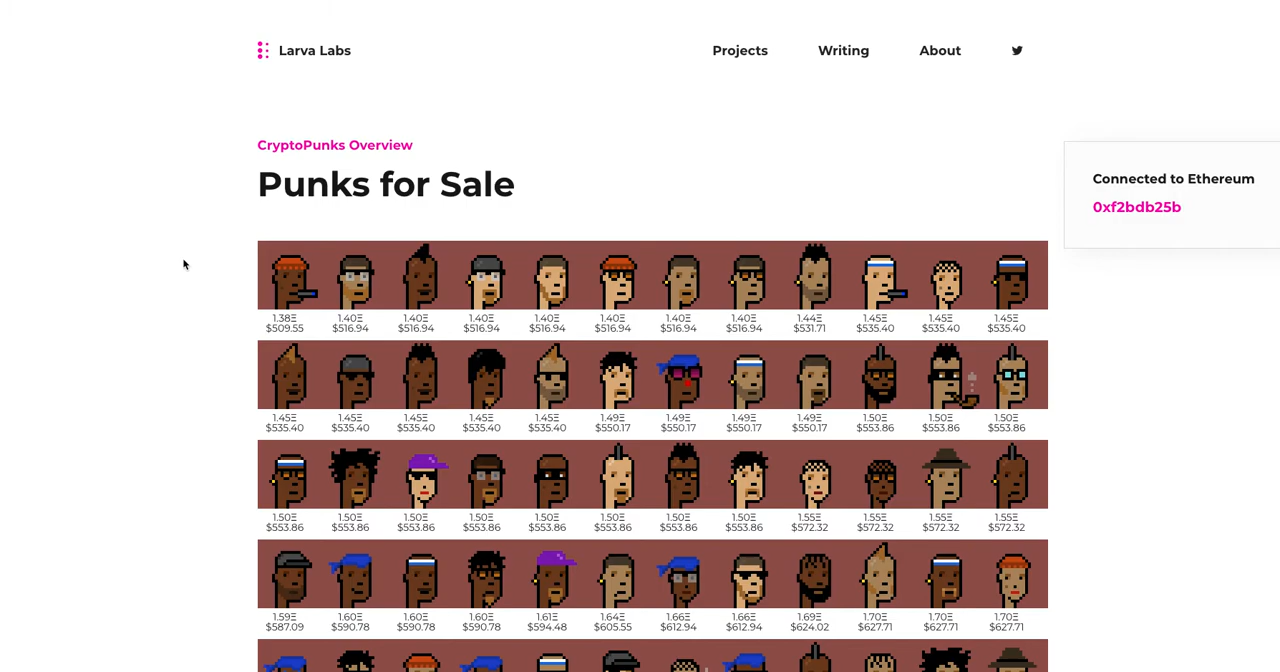 Larva Labs Projects Writing About
CryptoPunks Overview
Punks for Sale
Connected to Ethereum
0xf2bdb25b
1.38Ξ 1.40Ξ 1.40Ξ 1.40Ξ 1.40Ξ 1.40Ξ 1.40Ξ 1.40Ξ 1.44Ξ 1.45Ξ 1.45Ξ 1.45Ξ
$509.55 $516.94 $516.94 $516.94 $516.94 $516.94 $516.94 $516.94 $531.71 $535.40 $535.40 $535.40
1.45Ξ 1.45Ξ 1.45Ξ 1.45Ξ 1.45Ξ 1.49Ξ 1.49Ξ 1.49Ξ 1.49Ξ 1.50Ξ 1.50Ξ 1.50Ξ
$535.40 $535.40 $535.40 $535.40 $535.40 $550.17 $550.17 $550.17 $550.17 $553.86 $553.86 $553.86
1.50Ξ 1.50Ξ 1.50Ξ 1.50Ξ 1.50Ξ 1.50Ξ 1.50Ξ 1.50Ξ 1.55Ξ 1.55Ξ 1.55Ξ 1.55Ξ
$553.86 $553.86 $553.86 $553.86 $553.86 $553.86 $553.86 $553.86 $572.32 $572.32 $572.32 $572.32
1.59Ξ 1.60Ξ 1.60Ξ 1.60Ξ 1.61Ξ 1.64Ξ 1.66Ξ 1.66Ξ 1.69Ξ 1.70Ξ 1.70Ξ 1.70Ξ
$587.09 $590.78 $590.78 $590.78 $594.48 $605.55 $612.94 $612.94 $624.02 $627.71 $627.71 $627.71